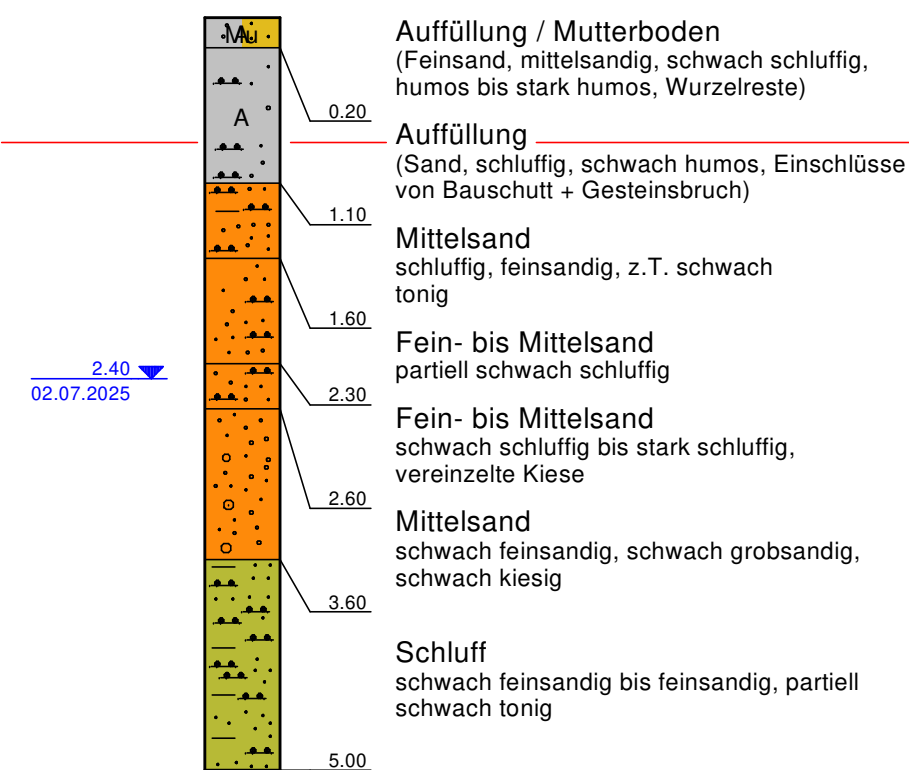 Mu
A
Auffüllung / Mutterboden
(Feinsand, mittelsandig, schwach schluffig,
humos bis stark humos, Wurzelreste)
0.20
A
Auffüllung
(Sand, schluffig, schwach humos, Einschlüsse
von Bauschutt + Gesteinsbruch)
1.10
Mittelsand
schluffig, feinsandig, z.T. schwach
tonig
1.60
Fein- bis Mittelsand
partiell schwach schluffig
2.40
02.07.2025
2.30
Fein- bis Mittelsand
schwach schluffig bis stark schluffig,
vereinzelte Kiese
2.60
Mittelsand
schwach feinsandig, schwach grobsandig,
schwach kiesig
3.60
Schluff
schwach feinsandig bis feinsandig, partiell
schwach tonig
5.00